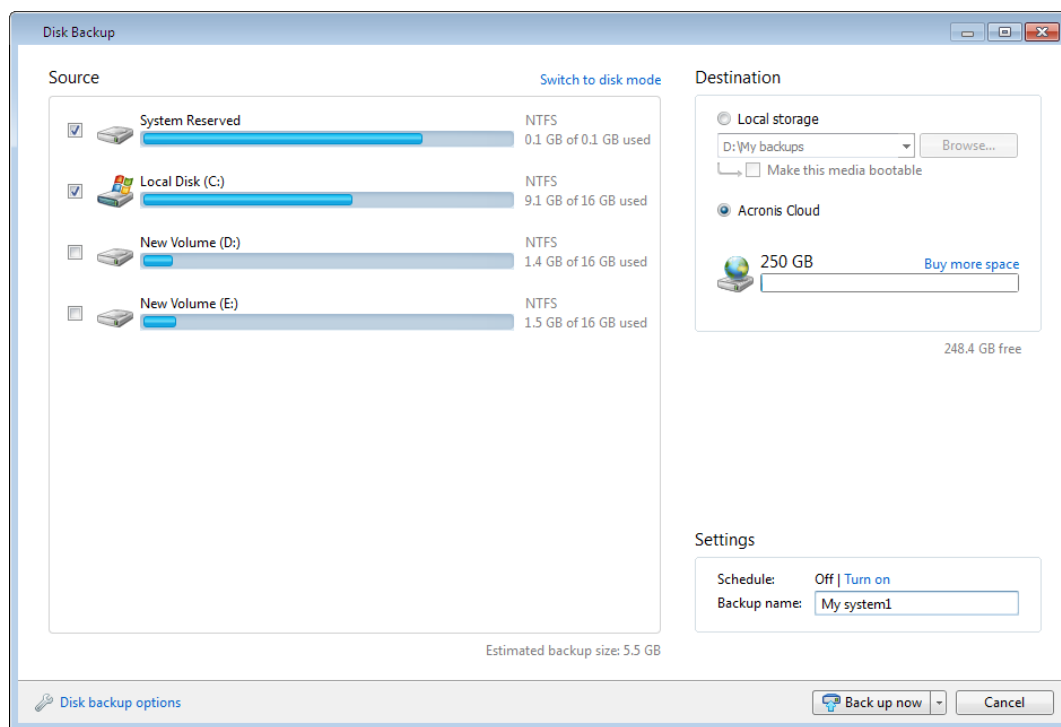 Disk Backup
Source
Switch to disk mode
System Reserved
NTFS
0.1 GB of 0.1 GB used
Local Disk (C:)
NTFS
9.1 GB of 16 GB used
New Volume (D:)
NTFS
1.4 GB of 16 GB used
New Volume (E:)
NTFS
1.5 GB of 16 GB used
Estimated backup size: 5.5 GB
Destination
Local storage
D:\My backups
Browse...
Make this media bootable
Acronis Cloud
250 GB
Buy more space
248.4 GB free
Settings
Schedule: Off | Turn on
Backup name: My system1
Disk backup options
Back up now
Cancel